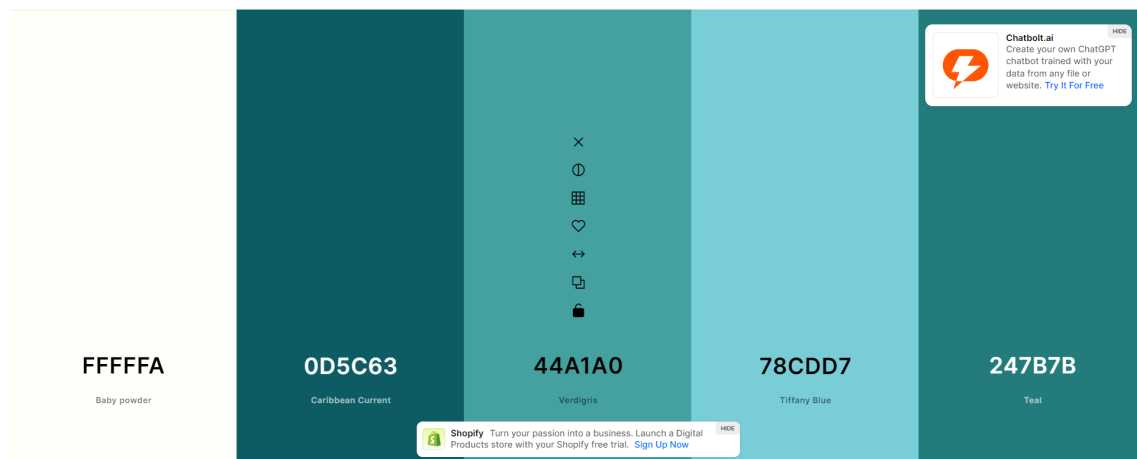 Chatbolt.ai
HIDE
Create your own ChatGPT
chatbot trained with your
data from any file or
website. Try It For Free
FFFFFA
Baby powder
0D5C63
Caribbean Current
44A1A0
Verdigris
78CDD7
Tiffany Blue
247B7B
Teal
Shopify Turn your passion into a business. Launch a Digital
HIDE
Products store with your Shopify free trial. Sign Up Now